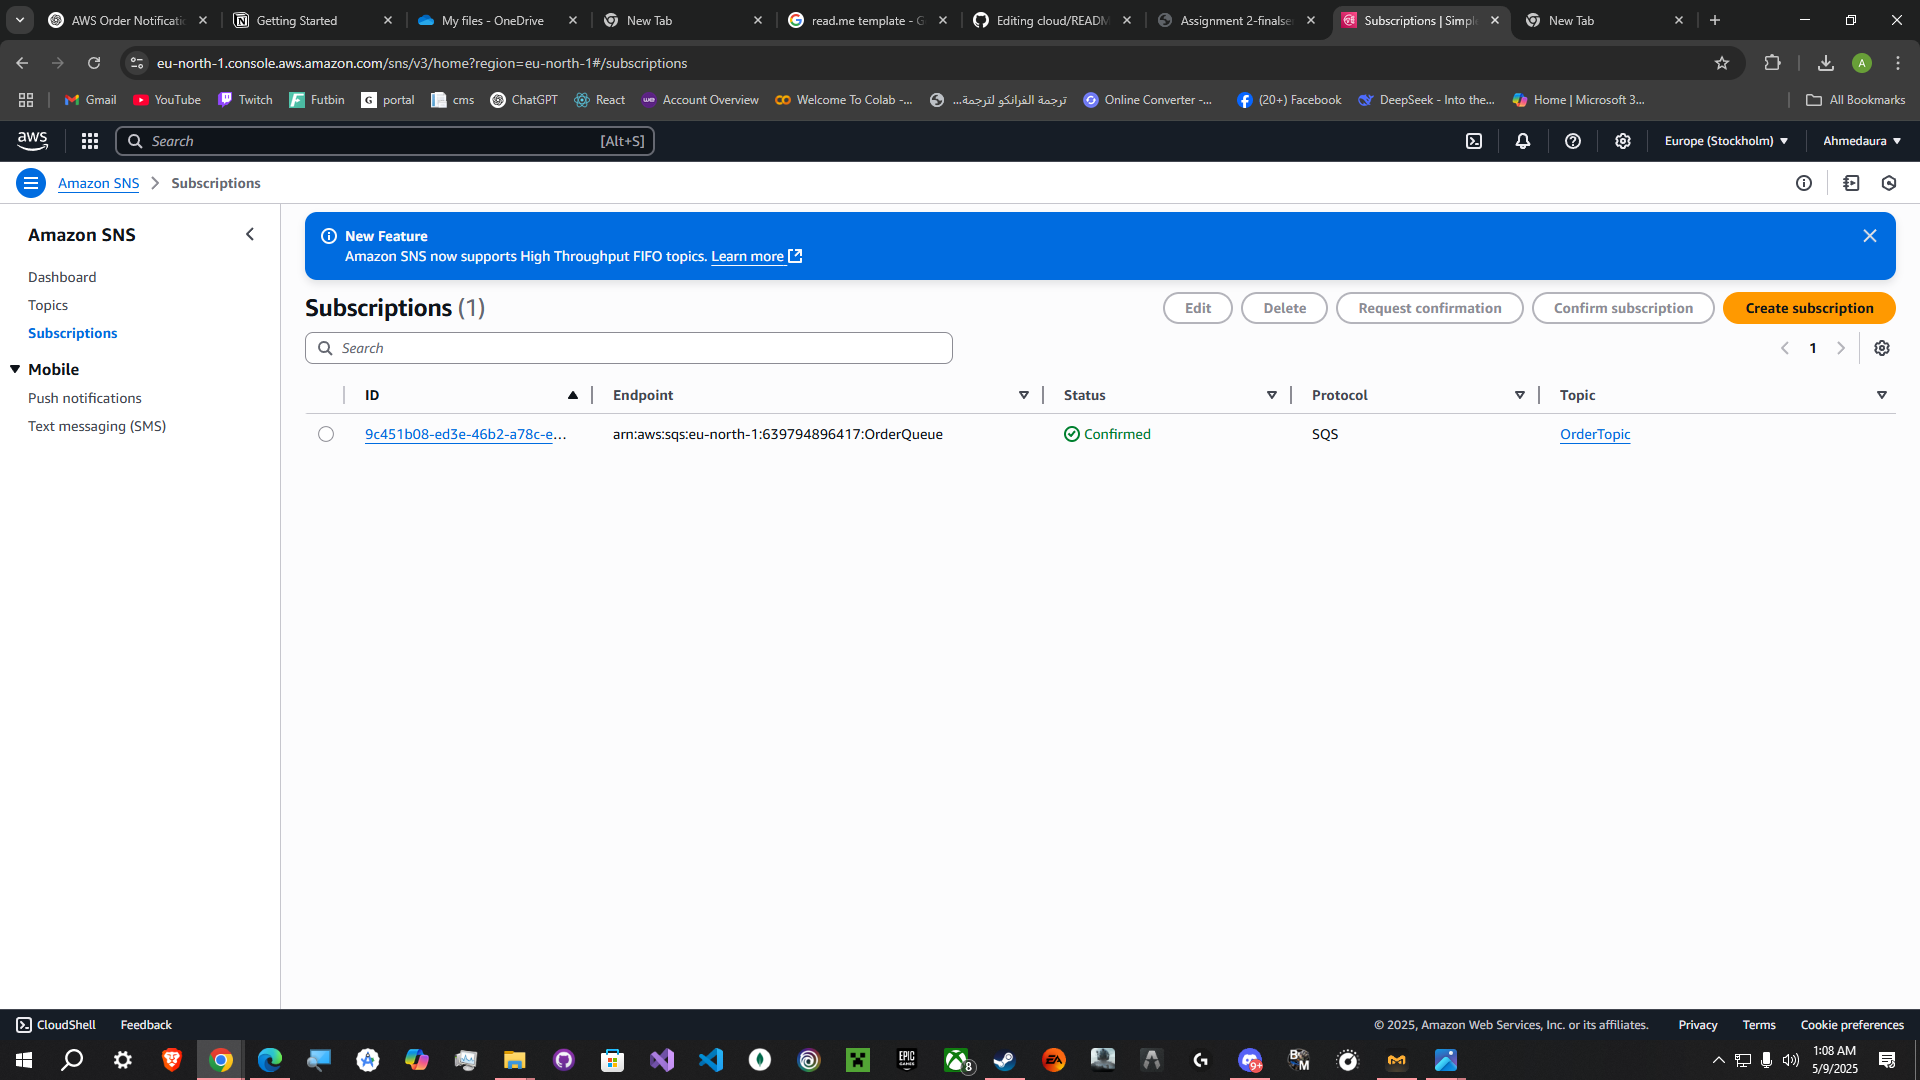 AWS Order Notificatio
Getting Started
My files - OneDrive
New Tab
read.me template - G
Editing cloud/READM
Assignment 2-finalse
Subscriptions | Simple
New Tab
eu-north-1.console.aws.amazon.com/sns/v3/home?region=eu-north-1#/subscriptions
A
Gmail
YouTube
Twitch
Futbin
portal
cms
ChatGPT
React
Account Overview
Welcome To Colab -...
ترجمة الفرانكو لترجمة...
Online Converter -...
(20+) Facebook
DeepSeek - Into the...
Home | Microsoft 3...
All Bookmarks
aws
Search
[Alt+S]
Europe (Stockholm)
Ahmedaura
Amazon SNS
Subscriptions
Amazon SNS
Dashboard
Topics
Subscriptions
Mobile
Push notifications
Text messaging (SMS)
New Feature
Amazon SNS now supports High Throughput FIFO topics. Learn more
Subscriptions (1)
Edit
Delete
Request confirmation
Confirm subscription
Create subscription
Search
1
ID
Endpoint
Status
Protocol
Topic
9c451b08-ed3e-46b2-a78c-e...
arn:aws:sqs:eu-north-1:639794896417:OrderQueue
Confirmed
SQS
OrderTopic
CloudShell
Feedback
© 2025, Amazon Web Services, Inc. or its affiliates.
Privacy
Terms
Cookie preferences
EPIC
GAMES
8
EA
9+
1:08 AM
5/9/2025